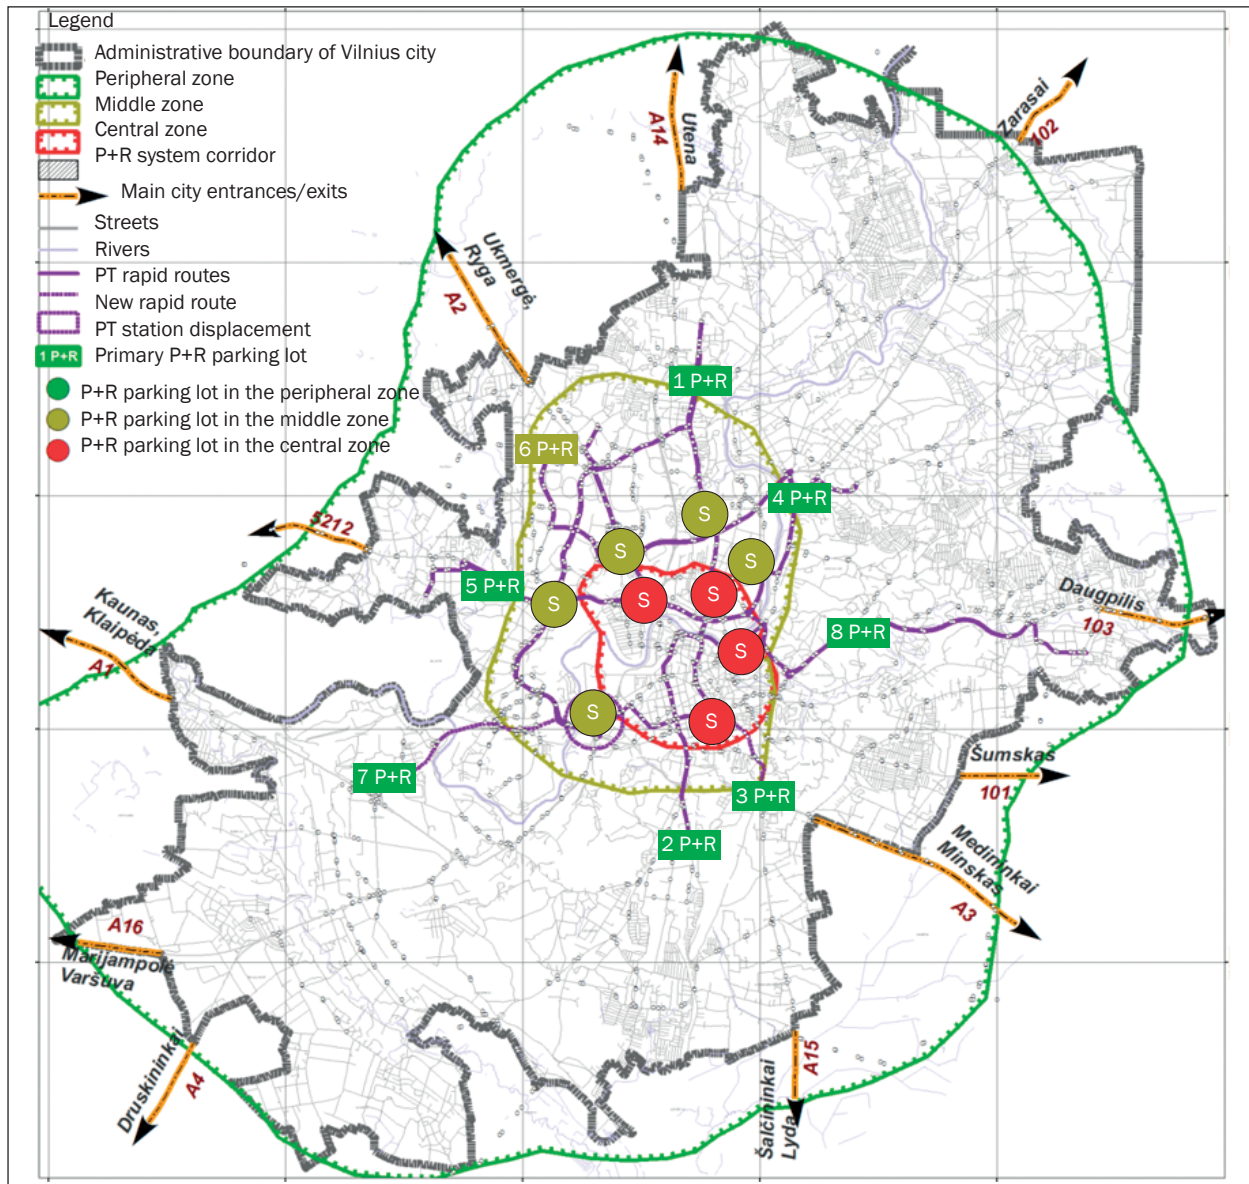 Legend
Administrative boundary of Vilnius city
Peripheral zone
Middle zone
Central zone
P+R system corridor
Main city entrances/exits
Streets
Rivers
PT rapid routes
New rapid route
PT station displacement
1 P+R Primary P+R parking lot
P+R parking lot in the peripheral zone
P+R parking lot in the middle zone
P+R parking lot in the central zone
A14
Utena
Zarasai
102
Ukmergė,
Ryga
A2
1 P+R
6 P+R
4 P+R
S
5212
S
S
5 P+R
S
S
S
Daugpilis
103
Kaunas,
Klaipėda
A1
8 P+R
S
S
S
7 P+R
3 P+R
Šumskas
101
2 P+R
Medininkai
Minskas
A3
A16
Marijampolė
Varšuva
Druskininkai
A4
Šalčininkai
Lyda
A15